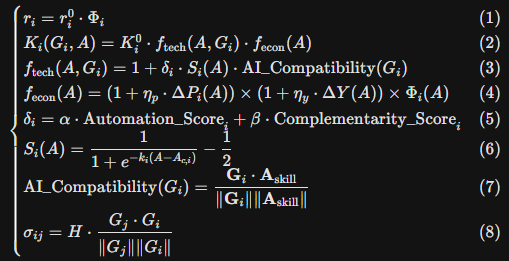 r_i = r_i^0 · Φ_i (1)
K_i(G_i, A) = K_i^0 · f_tech(A, G_i) · f_econ(A) (2)
f_tech(A, G_i) = 1 + δ_i · S_i(A) · AI_Compatibility(G_i) (3)
f_econ(A) = (1 + η_p · ΔP_i(A)) × (1 + η_y · ΔY(A)) × Φ_i(A) (4)
δ_i = α · Automation_Score_i + β · Complementarity_Score_i (5)
S_i(A) = 1 / (1 + e^{-k_i(A-A_{c,i})}) − 1/2 (6)
AI_Compatibility(G_i) = G_i · A_skill / (‖G_i‖‖A_skill‖) (7)
σ_ij = H · G_j · G_i / (‖G_j‖‖G_i‖) (8)